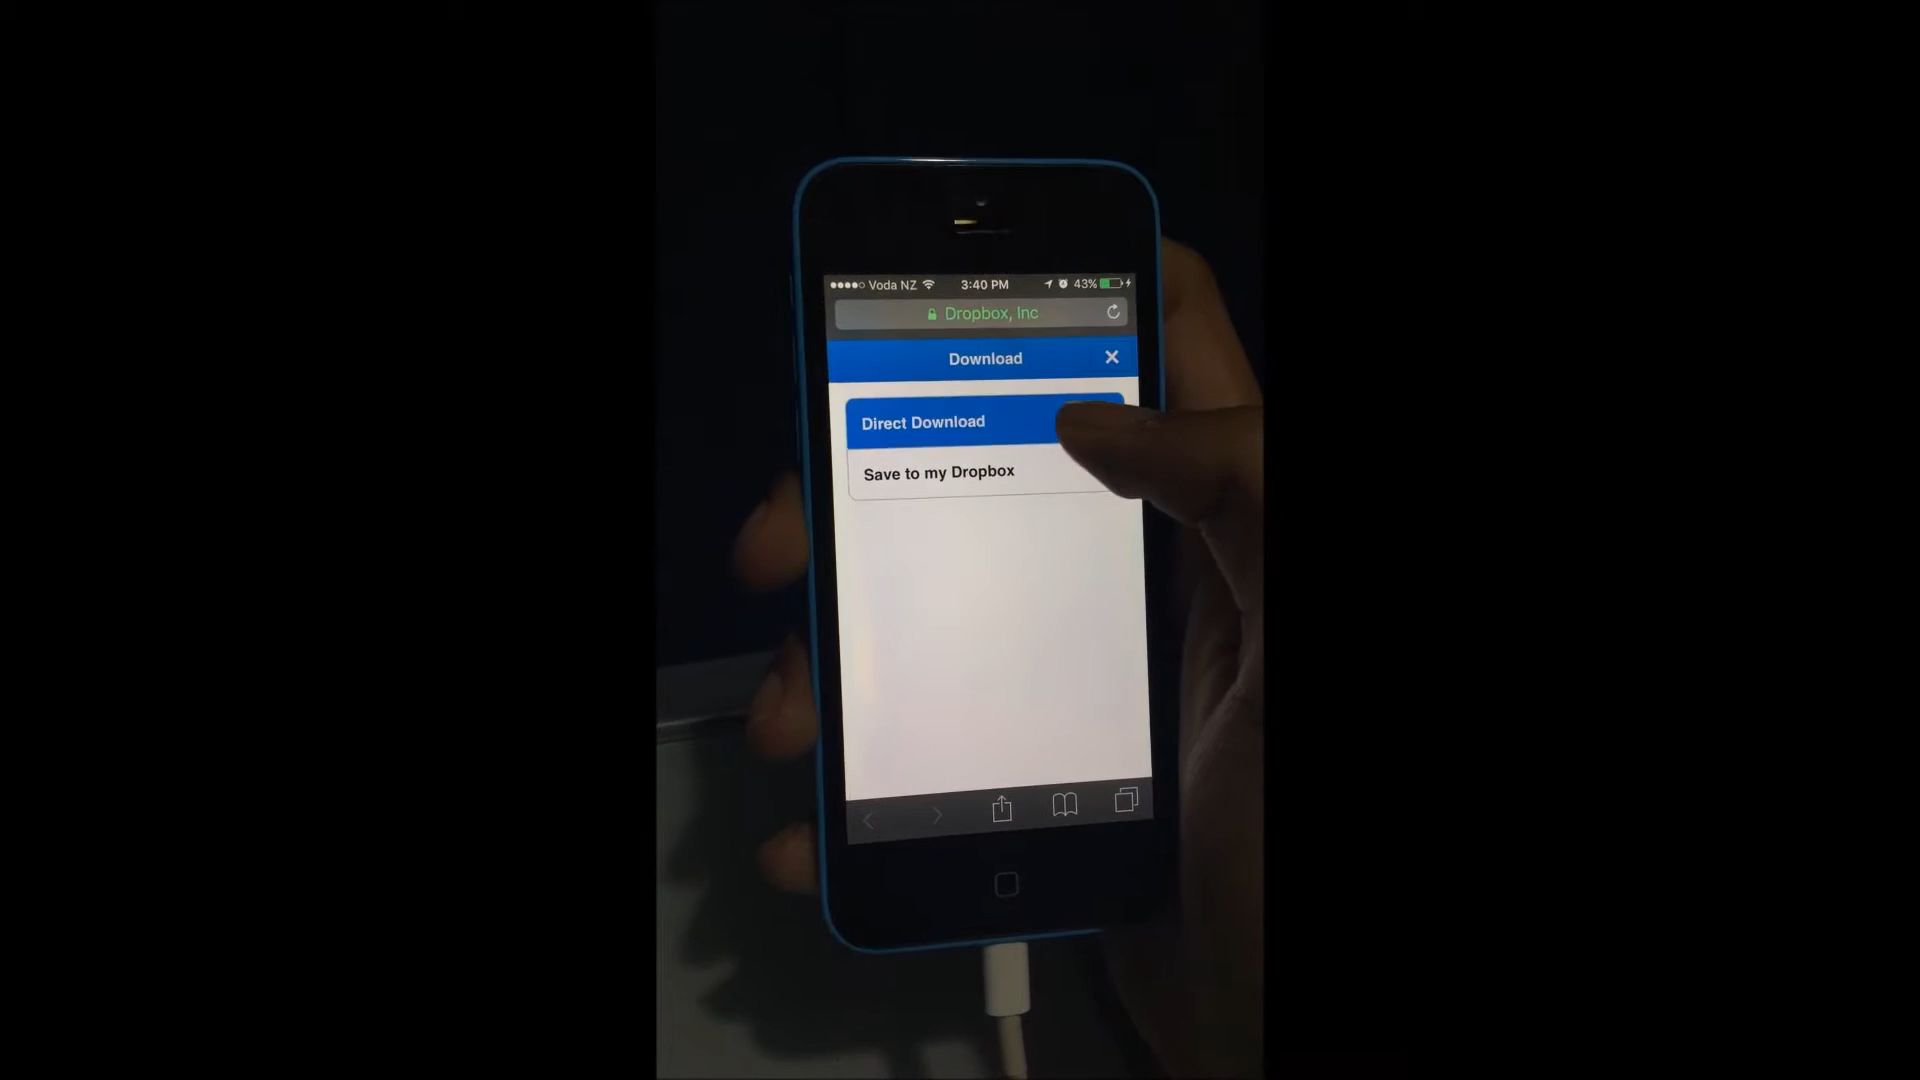 Voda NZ 3:40 PM 43%
Dropbox, Inc
Download
Direct Download
Save to my Dropbox